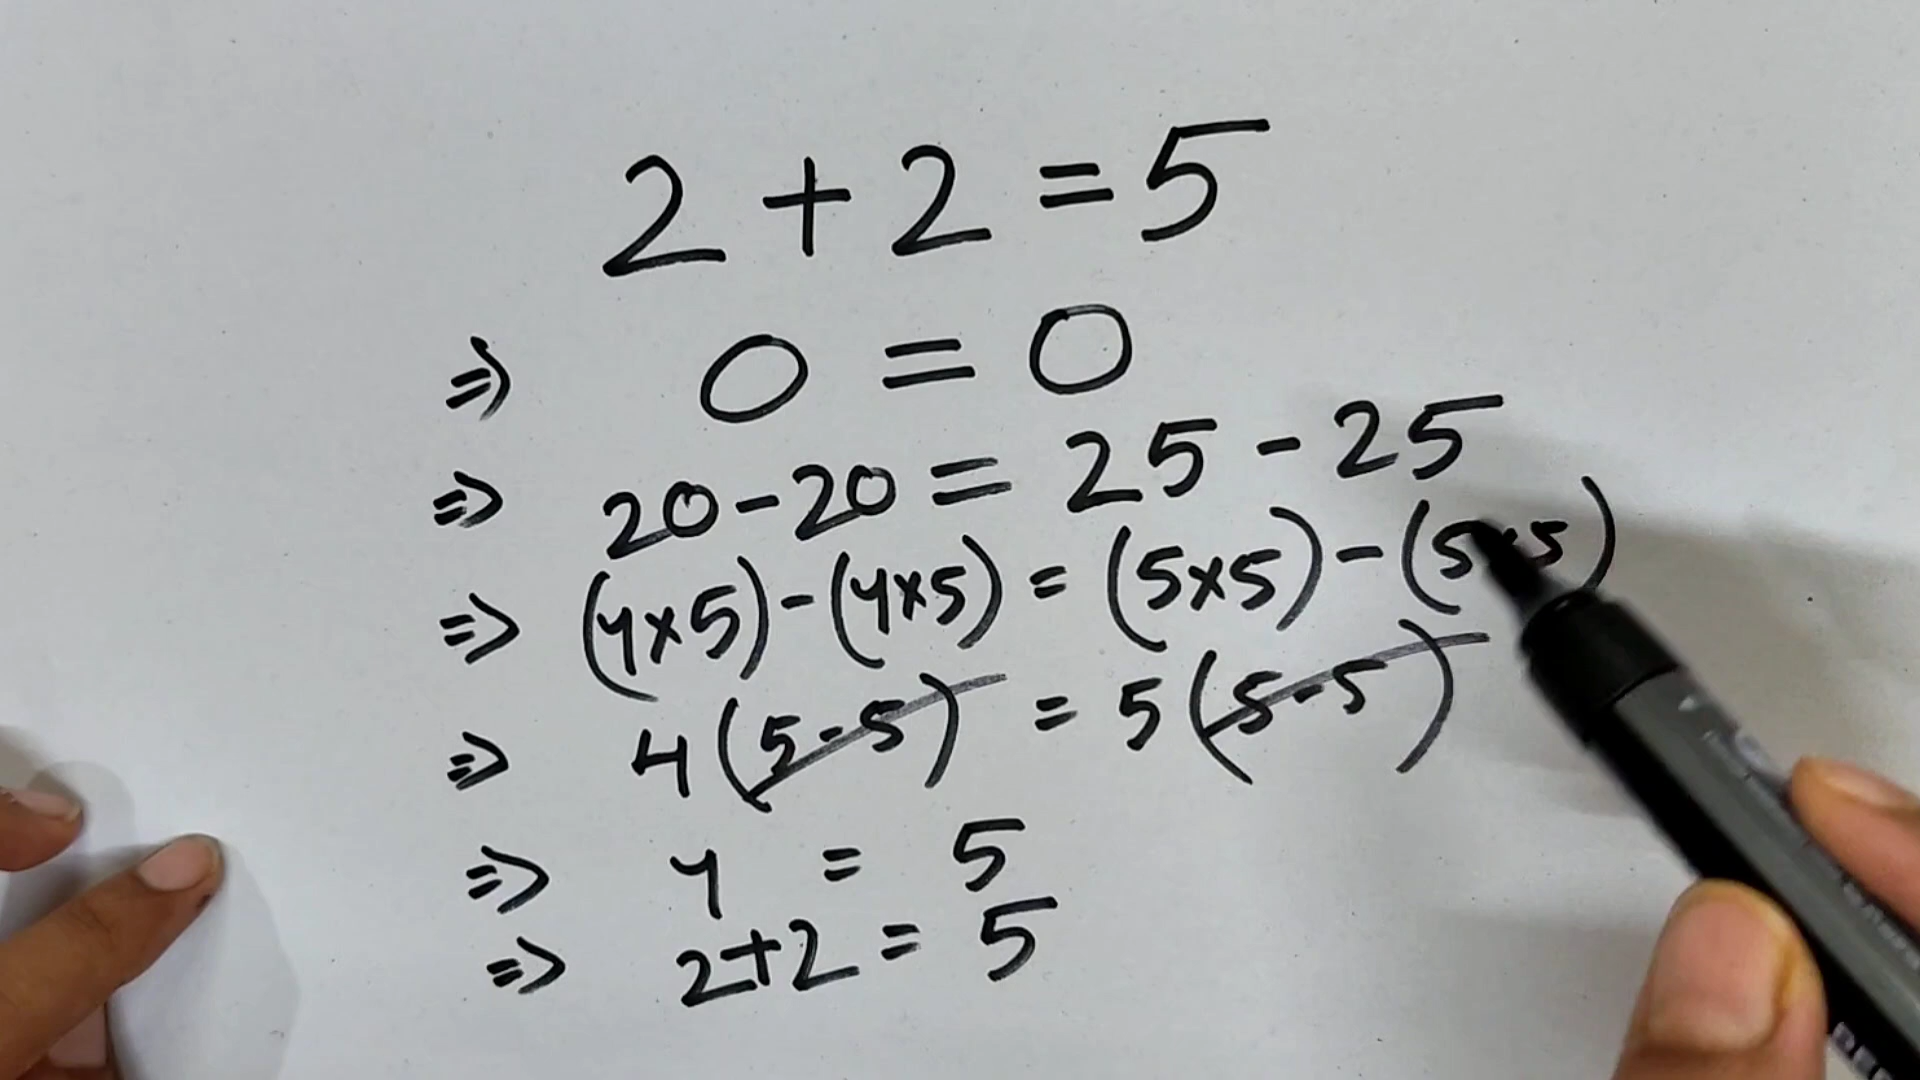 2 + 2 = 5
⇒ 0 = 0
⇒ 20 - 20 = 25 - 25
⇒ (4×5) - (4×5) = (5×5) - (5×5)
⇒ 4(5-5) = 5(5-5)
⇒ 4 = 5
⇒ 2+2 = 5